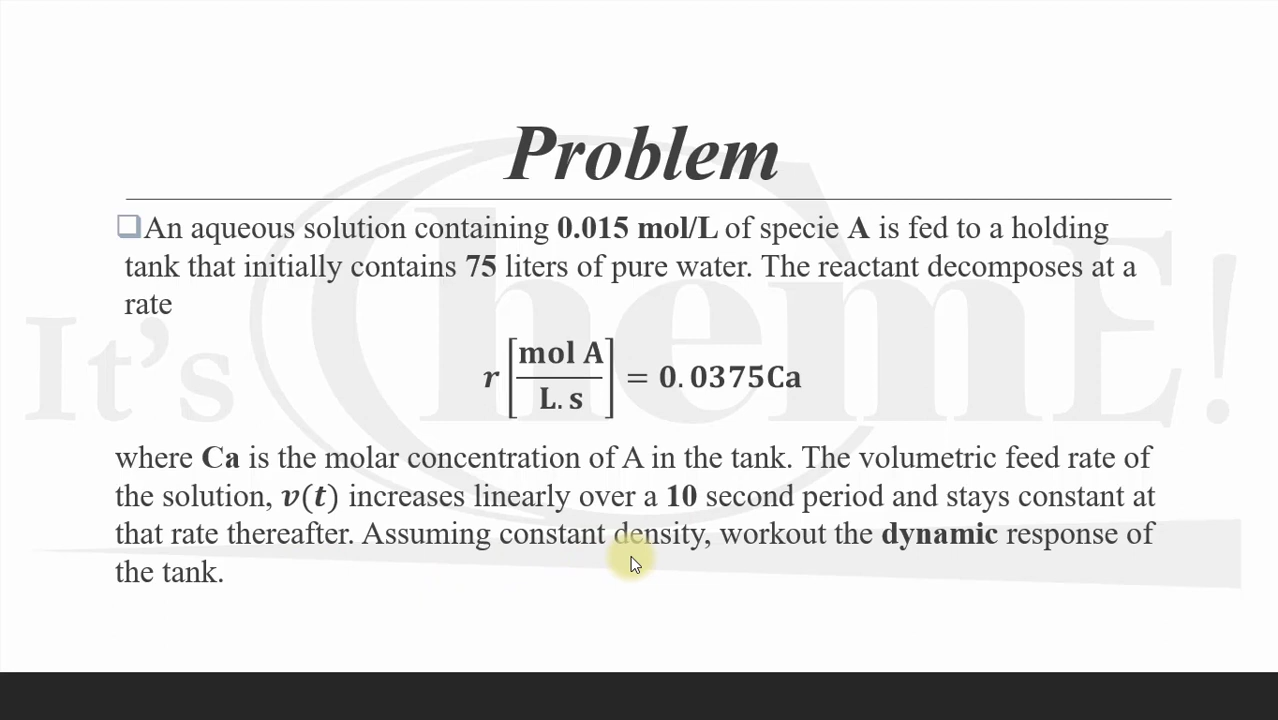 Problem
An aqueous solution containing 0.015 mol/L of specie A is fed to a holding
tank that initially contains 75 liters of pure water. The reactant decomposes at a
rate
r [mol A / L. s] = 0.0375Ca
where Ca is the molar concentration of A in the tank. The volumetric feed rate of
the solution, v(t) increases linearly over a 10 second period and stays constant at
that rate thereafter. Assuming constant density, workout the dynamic response of
the tank.
It's ChemE!